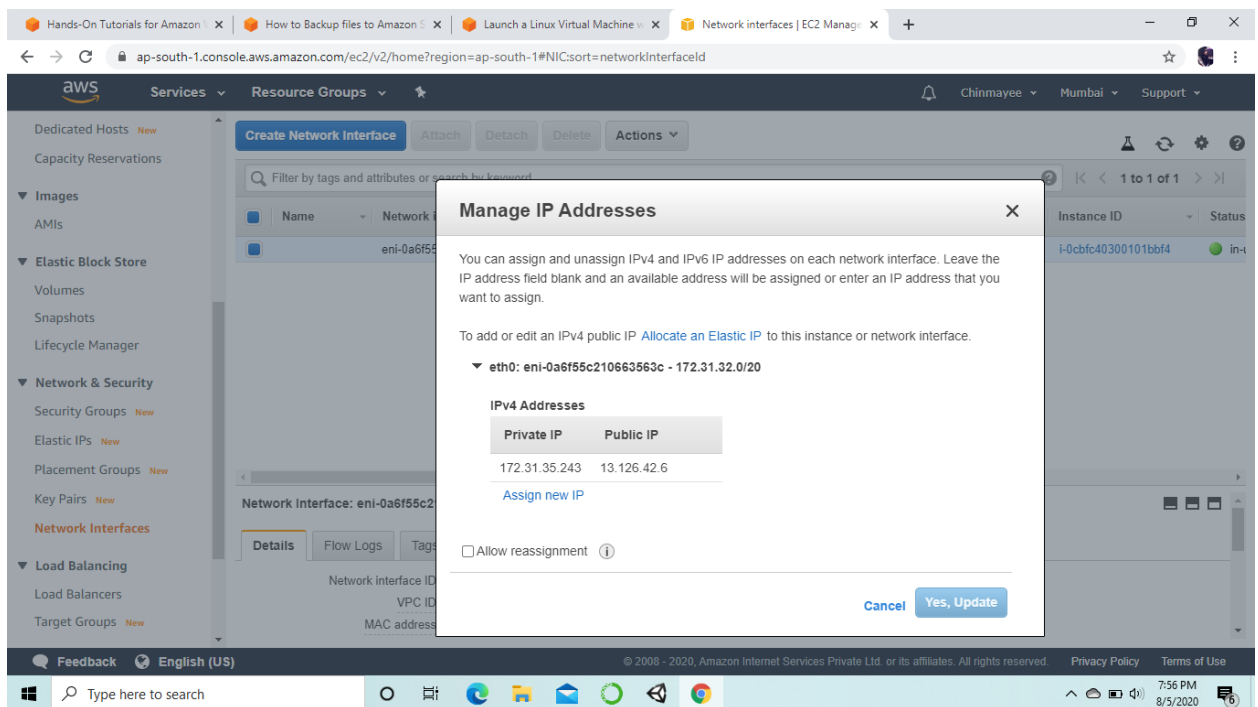 Hands-On Tutorials for Amazon
How to Backup files to Amazon S
Launch a Linux Virtual Machine w
Network interfaces | EC2 Manage
ap-south-1.console.aws.amazon.com/ec2/v2/home?region=ap-south-1#NIC:sort=networkInterfaceId
aws
Services
Resource Groups
Chinmayee
Mumbai
Support
Dedicated Hosts New
Capacity Reservations
Images
AMIs
Elastic Block Store
Volumes
Snapshots
Lifecycle Manager
Network & Security
Security Groups New
Elastic IPs New
Placement Groups New
Key Pairs New
Network Interfaces
Load Balancing
Load Balancers
Target Groups New
Create Network Interface
Attach
Detach
Delete
Actions
Filter by tags and attributes or search by keyword
1 to 1 of 1
Name
Network i
Instance ID
Status
eni-0a6f55
i-0cbfc40300101bbf4
in-u
Manage IP Addresses
You can assign and unassign IPv4 and IPv6 IP addresses on each network interface. Leave the
IP address field blank and an available address will be assigned or enter an IP address that you
want to assign.
To add or edit an IPv4 public IP Allocate an Elastic IP to this instance or network interface.
eth0: eni-0a6f55c210663563c - 172.31.32.0/20
IPv4 Addresses
Private IP Public IP
172.31.35.243 13.126.42.6
Assign new IP
Allow reassignment
Cancel
Yes, Update
Network Interface: eni-0a6f55c2
Details
Flow Logs
Tags
Network interface ID
VPC ID
MAC address
Feedback
English (US)
© 2008 - 2020, Amazon Internet Services Private Ltd. or its affiliates. All rights reserved.
Privacy Policy
Terms of Use
Type here to search
7:56 PM
8/5/2020
6